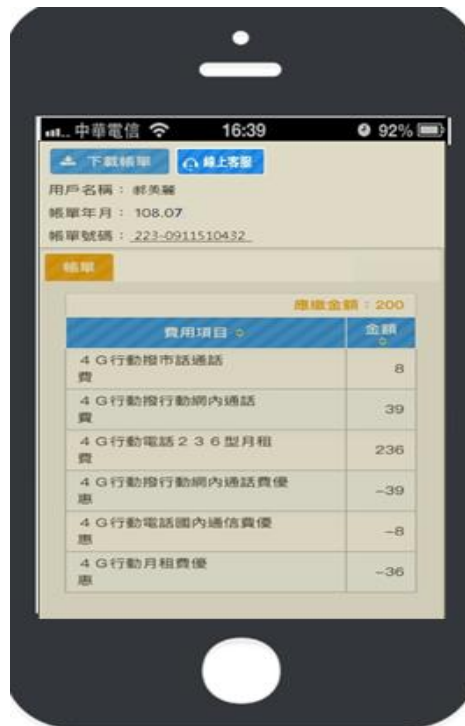 中華電信 16:39 92%
下載帳單 線上客服
用戶名稱： 郝美麗
帳單年月： 108.07
帳單號碼： 223-0911510432
帳單
應繳金額：200
費用項目 金額
４Ｇ行動撥市話通話
費 8
４Ｇ行動撥行動網內通話
費 39
４Ｇ行動電話２３６型月租
費 236
４Ｇ行動撥行動網內通話費優
惠 -39
４Ｇ行動電話國內通信費優
惠 -8
４Ｇ行動月租費優
惠 -36